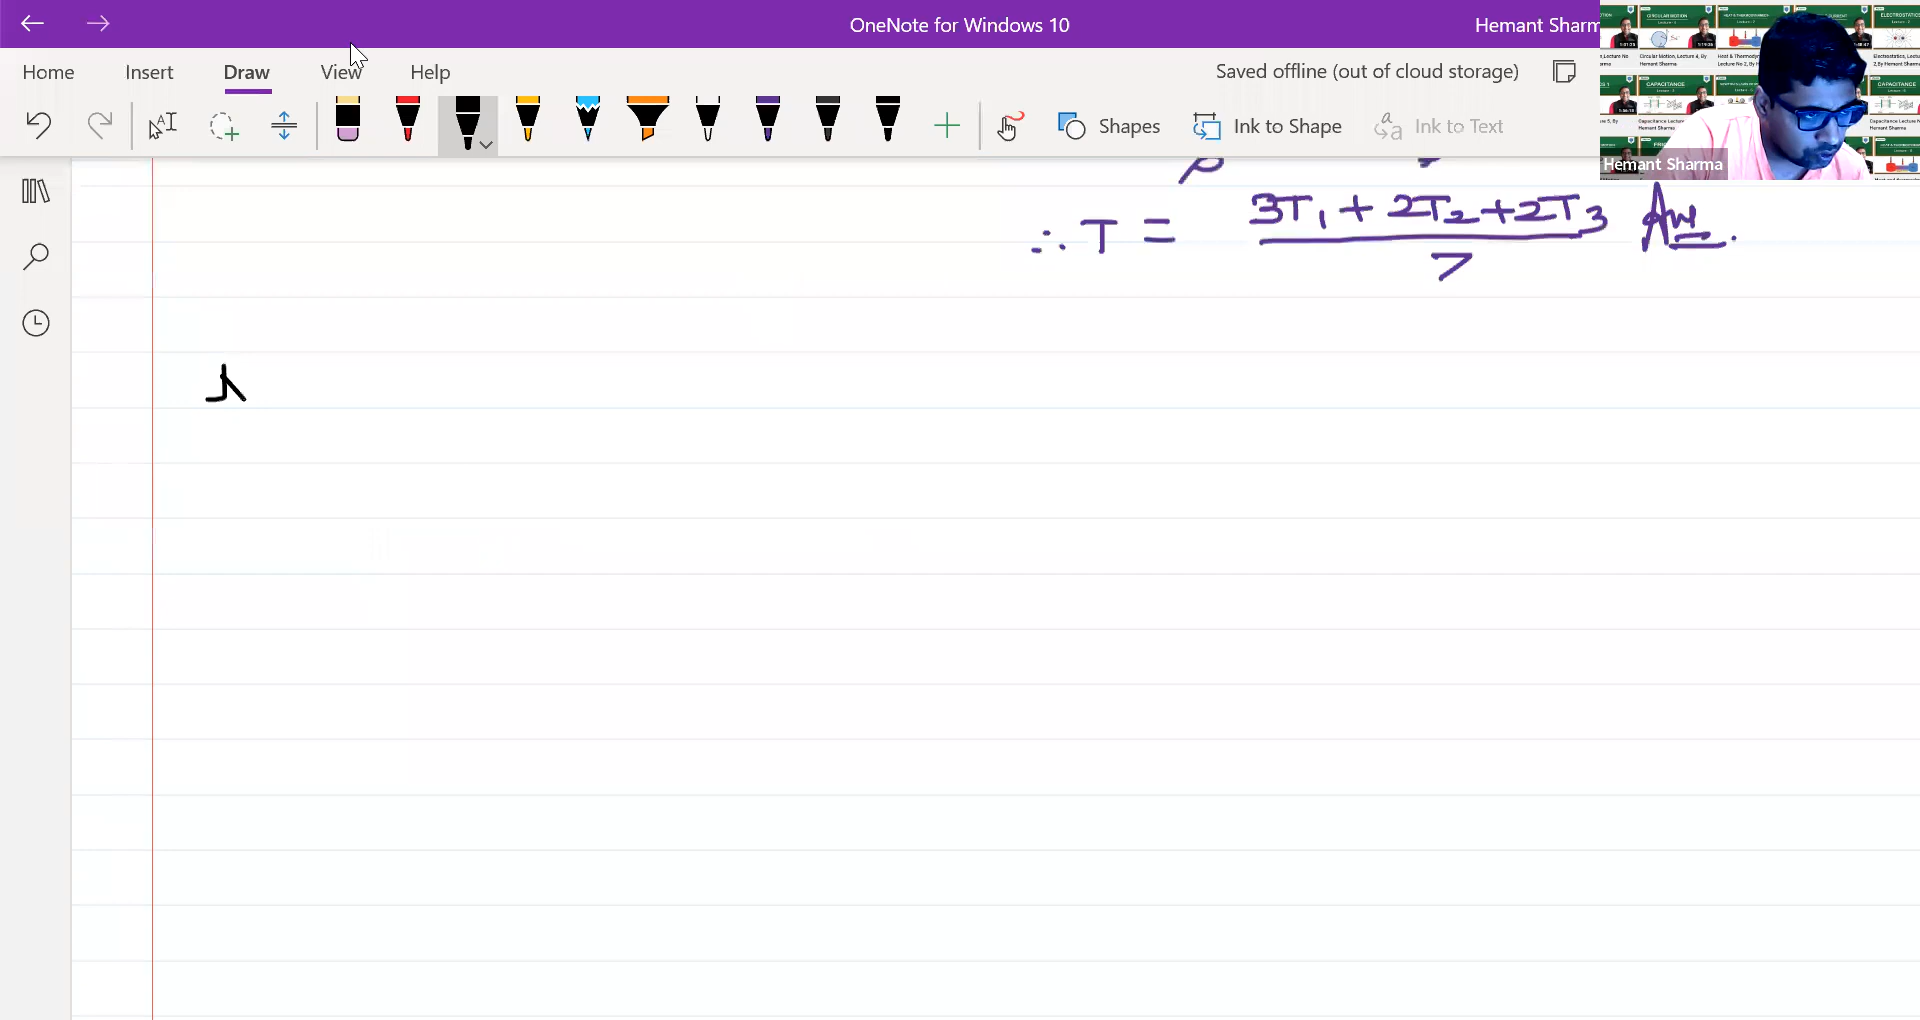 OneNote for Windows 10
Hemant Sharm
Home Insert Draw View Help
Saved offline (out of cloud storage)
Shapes Ink to Shape Ink to Text
Hemant Sharma
∴ T = (3T₁ + 2T₂ + 2T₃)/7 Ans.